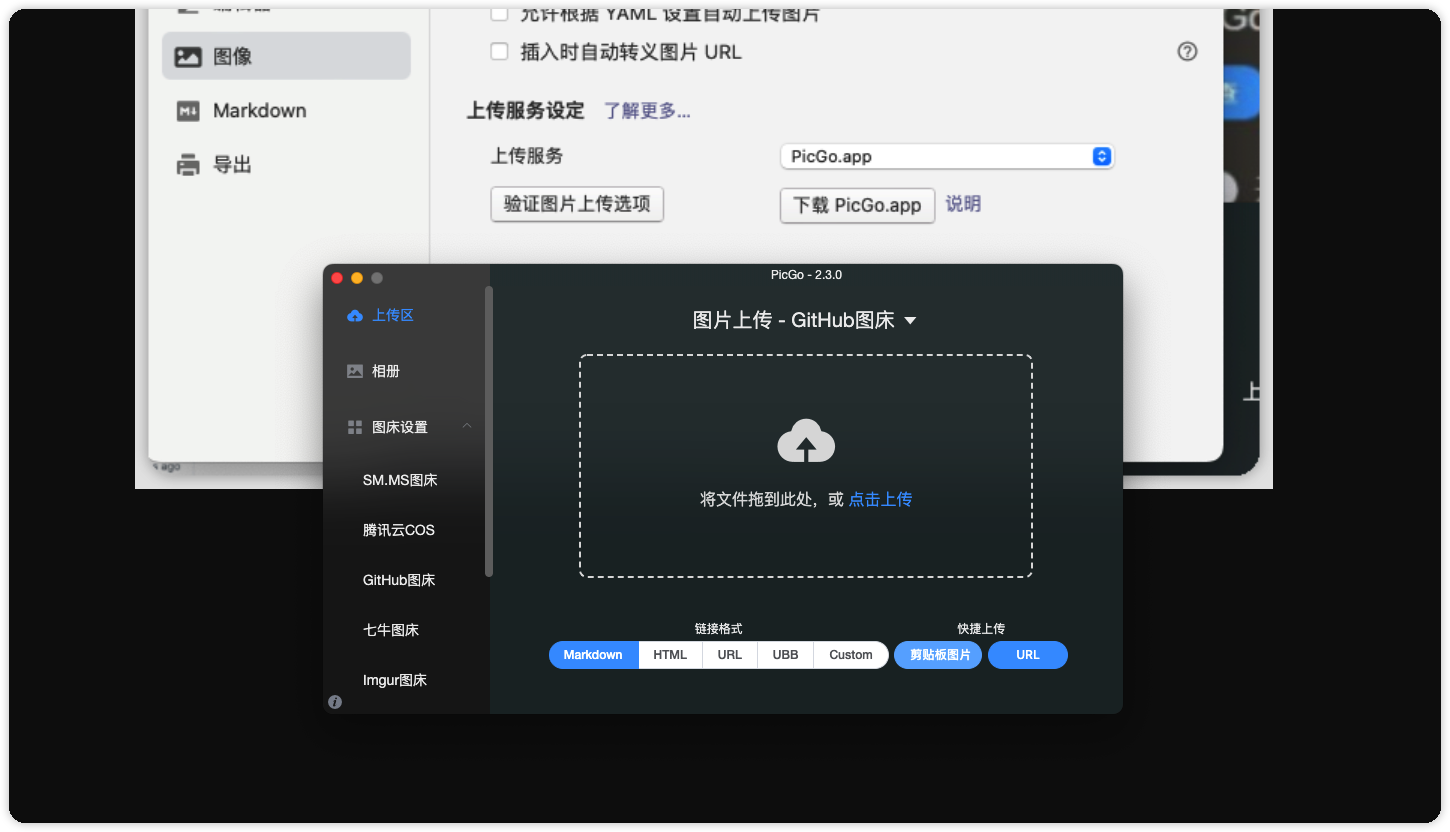 允许根据 YAML 设置自动上传图片
图像
插入时自动转义图片 URL
Markdown
上传服务设定 了解更多...
导出
上传服务 PicGo.app
验证图片上传选项 下载 PicGo.app 说明
ago
上
PicGo - 2.3.0
上传区
图片上传 - GitHub图床
相册
图床设置
SM.MS图床
将文件拖到此处，或 点击上传
腾讯云COS
GitHub图床
七牛图床
链接格式 快捷上传
Markdown HTML URL UBB Custom 剪贴板图片 URL
Imgur图床